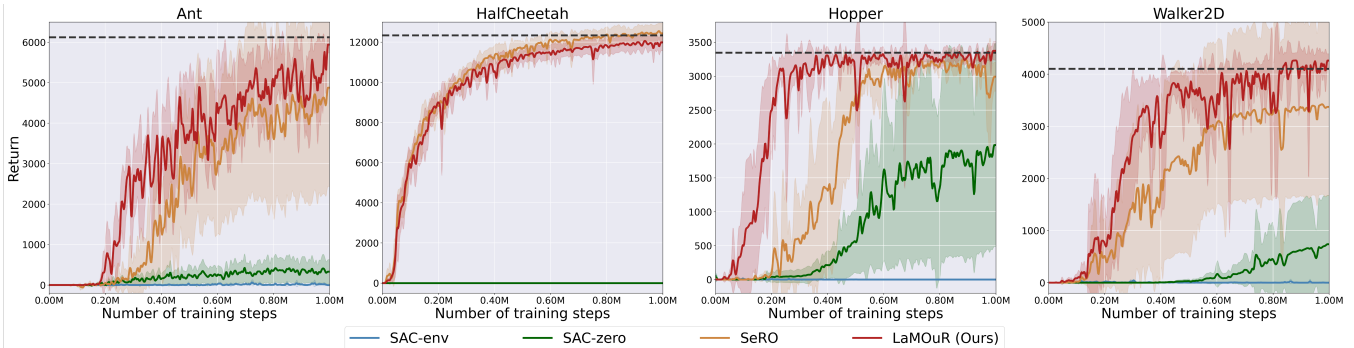 Ant
Return
6000
5000
4000
3000
2000
1000
0
0.00M 0.20M 0.40M 0.60M 0.80M 1.00M
Number of training steps
HalfCheetah
12000
10000
8000
6000
4000
2000
0
0.00M 0.20M 0.40M 0.60M 0.80M 1.00M
Number of training steps
Hopper
3500
3000
2500
2000
1500
1000
500
0
0.00M 0.20M 0.40M 0.60M 0.80M 1.00M
Number of training steps
Walker2D
5000
4000
3000
2000
1000
0
0.00M 0.20M 0.40M 0.60M 0.80M 1.00M
Number of training steps
SAC-env SAC-zero SeRO LaMOuR (Ours)